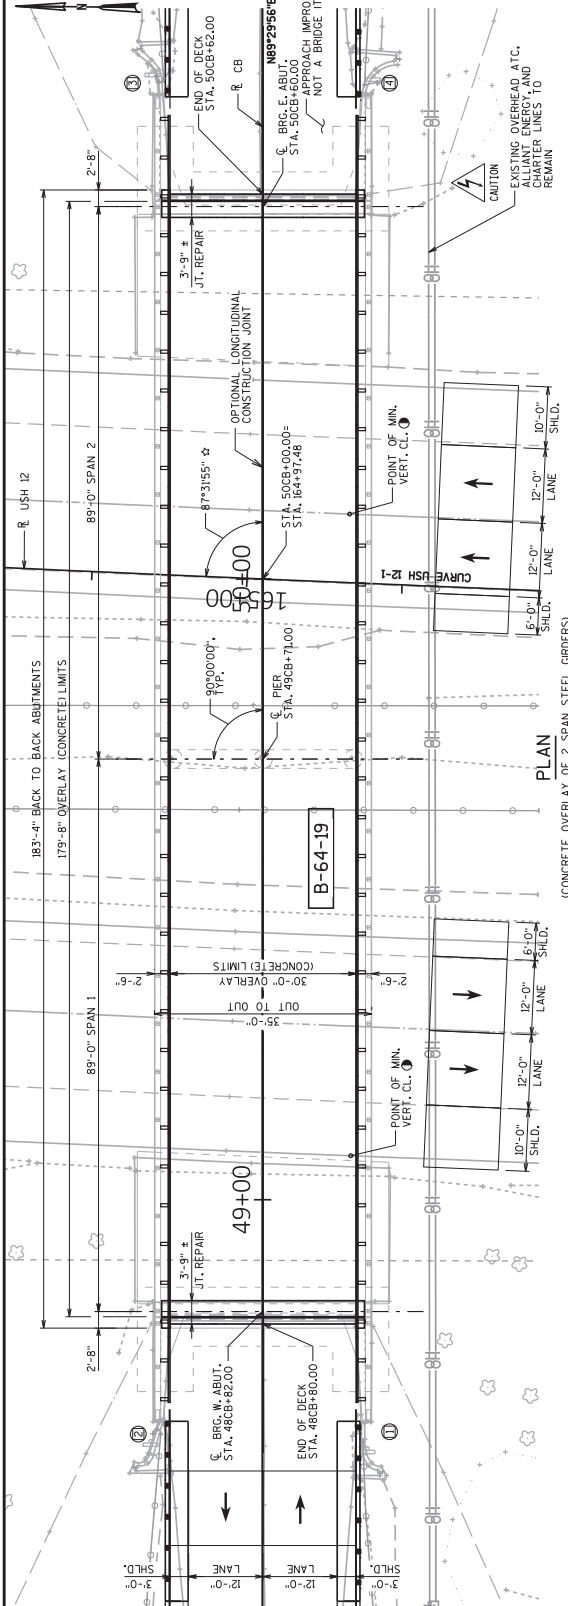 N
3
END OF DECK
STA. 50CB+62.00
℞ CB
N89°29'56"E
℄ BRG. E. ABUT.
STA. 50CB+60.00
APPROACH IMPRO
NOT A BRIDGE IT
4
EXISTING OVERHEAD ATC,
ALLIANT ENERGY, AND
CHARTER LINES TO
REMAIN
CAUTION
2'-8"
3'-9" ±
JT. REPAIR
OPTIONAL LONGITUDINAL
CONSTRUCTION JOINT
89'-0" SPAN 2
℞ USH 12
87°31'55" ☆
STA. 50CB+00.00=
STA. 164+97.48
POINT OF MIN.
VERT. CL.
10'-0"
SHLD.
12'-0"
LANE
12'-0"
LANE
6'-0"
SHLD.
CURVE USH 12-1
50+00
165+00
183'-4" BACK TO BACK ABUTMENTS
179'-8" OVERLAY (CONCRETE) LIMITS
90°00'00".
TYP.
℄ PIER
STA. 49CB+71.00
B-64-19
PLAN
(CONCRETE OVERLAY OF 2 SPAN STEEL GIRDERS)
89'-0" SPAN 1
2'-6"
30'-0" OVERLAY
(CONCRETE) LIMITS
2'-6"
35'-0"
OUT TO OUT
6'-0"
SHLD.
12'-0"
LANE
12'-0"
LANE
10'-0"
SHLD.
POINT OF MIN.
VERT. CL.
49+00
3'-9" ±
JT. REPAIR
2'-8"
℄ BRG. W. ABUT.
STA. 48CB+82.00
END OF DECK
STA. 48CB+80.00
2
1
3'-0"
SHLD.
12'-0"
LANE
12'-0"
LANE
3'-0"
SHLD.